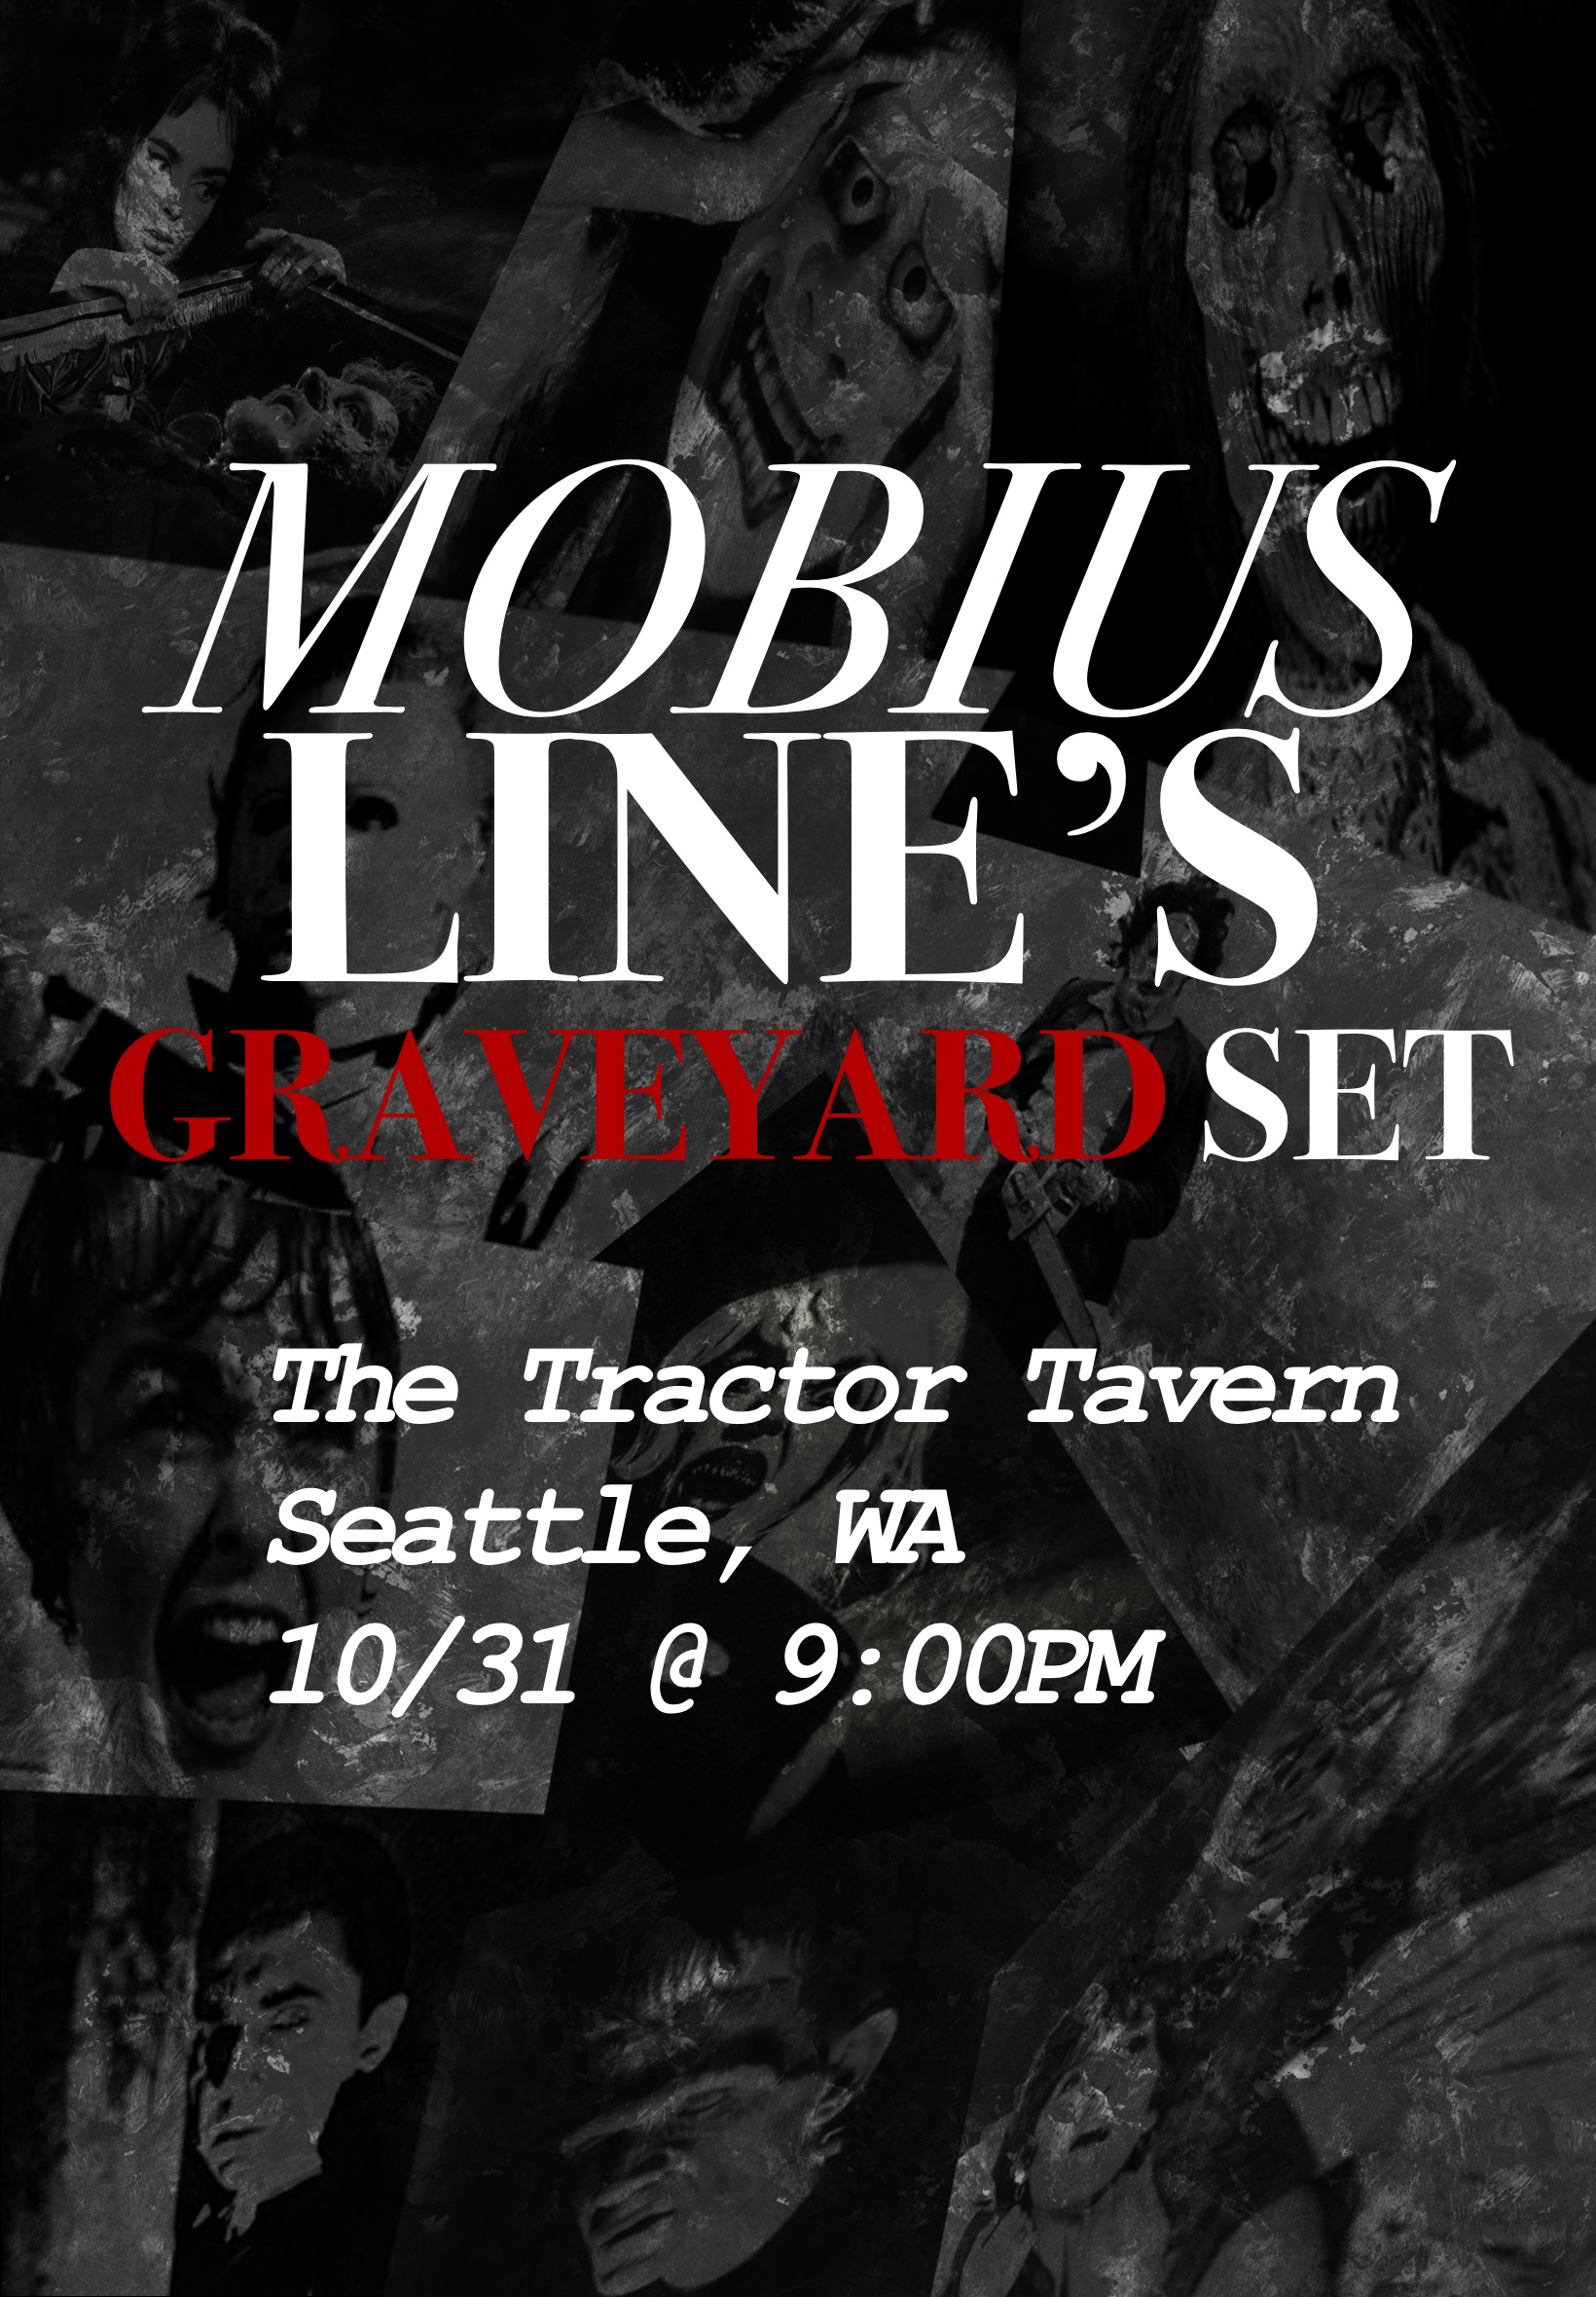 MOBIUS
LINE’S
GRAVEYARD SET
The Tractor Tavern
Seattle, WA
10/31 @ 9:00PM